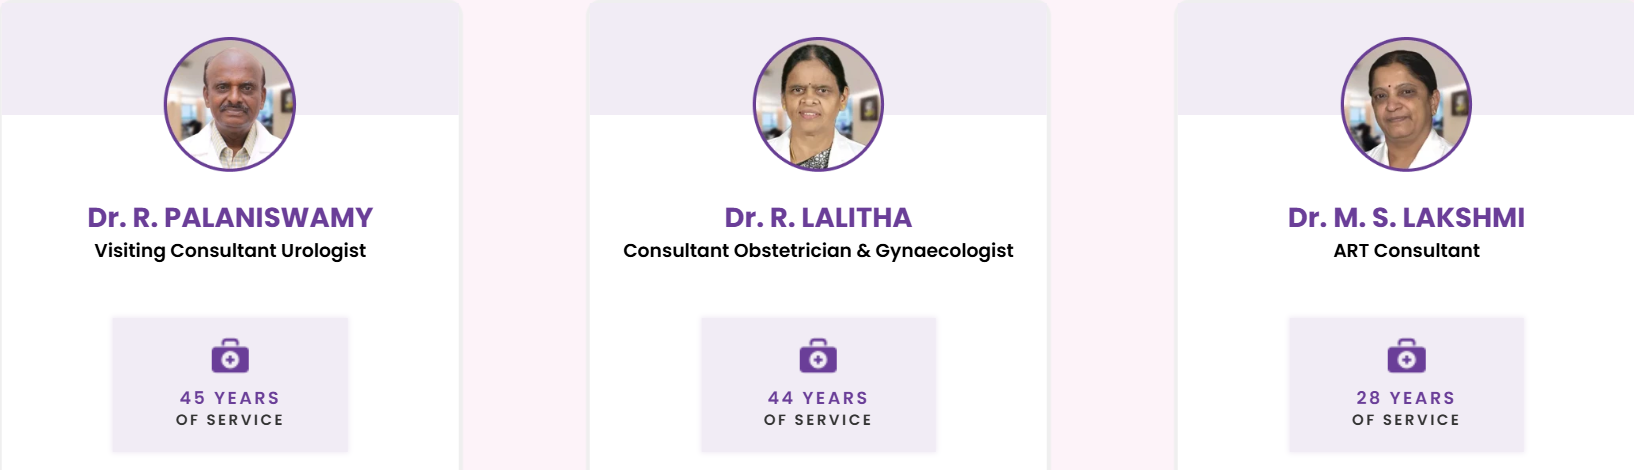 Dr. R. PALANISWAMY
Visiting Consultant Urologist
45 YEARS
OF SERVICE
Dr. R. LALITHA
Consultant Obstetrician & Gynaecologist
44 YEARS
OF SERVICE
Dr. M. S. LAKSHMI
ART Consultant
28 YEARS
OF SERVICE